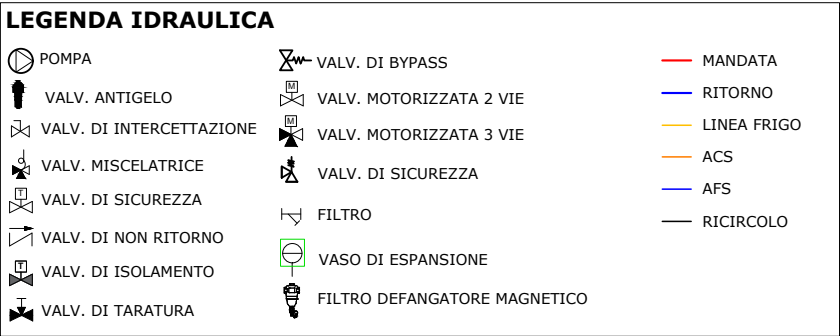 LEGENDA IDRAULICA
POMPA
VALV. ANTIGELO
VALV. DI INTERCETTAZIONE
VALV. MISCELATRICE
T
VALV. DI SICUREZZA
VALV. DI NON RITORNO
T
VALV. DI ISOLAMENTO
VALV. DI TARATURA
VALV. DI BYPASS
M
VALV. MOTORIZZATA 2 VIE
M
VALV. MOTORIZZATA 3 VIE
VALV. DI SICUREZZA
FILTRO
VASO DI ESPANSIONE
FILTRO DEFANGATORE MAGNETICO
MANDATA
RITORNO
LINEA FRIGO
ACS
AFS
RICIRCOLO